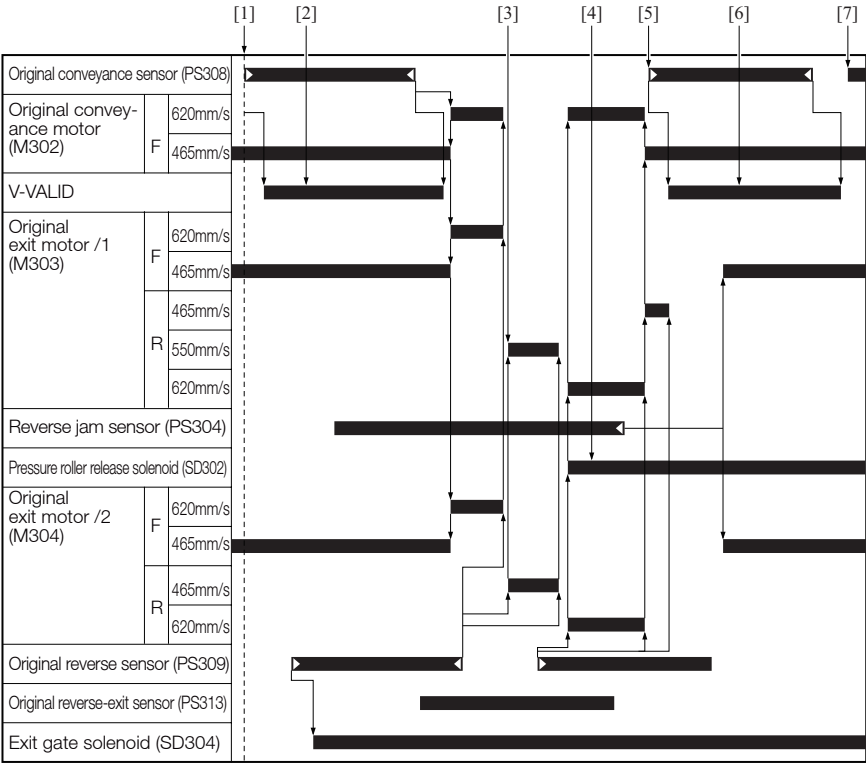 [1] [2] [3] [4] [5] [6] [7]
Original conveyance sensor (PS308)
Original convey-
ance motor
(M302)
F
620mm/s
465mm/s
V-VALID
Original
exit motor /1
(M303)
F
620mm/s
465mm/s
R
465mm/s
550mm/s
620mm/s
Reverse jam sensor (PS304)
Pressure roller release solenoid (SD302)
Original
exit motor /2
(M304)
F
620mm/s
465mm/s
R
465mm/s
620mm/s
Original reverse sensor (PS309)
Original reverse-exit sensor (PS313)
Exit gate solenoid (SD304)